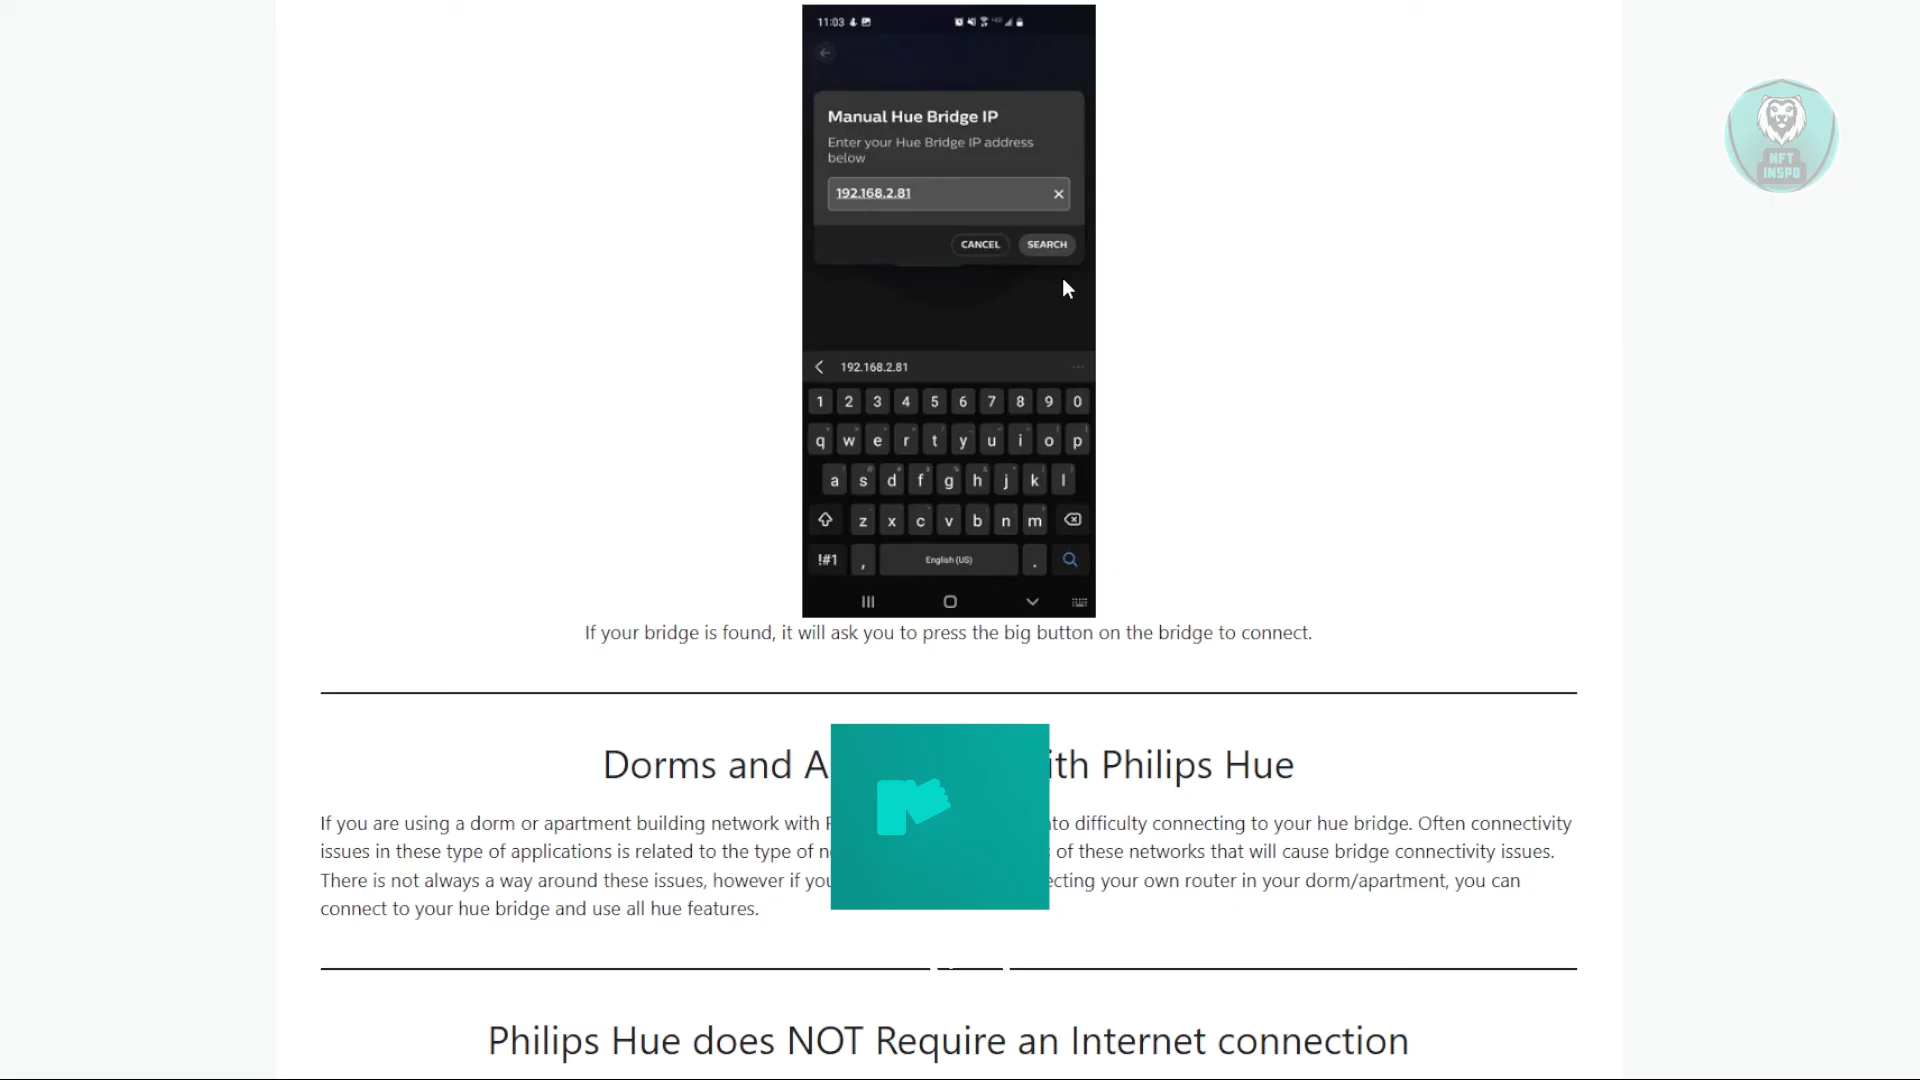 11:03
Manual Hue Bridge IP
Enter your Hue Bridge IP address
below
192.168.2.81
CANCEL SEARCH
192.168.2.81
1 2 3 4 5 6 7 8 9 0
q w e r t y u i o p
a s d f g h j k l
z x c v b n m
!#1 , English (US) .
NFT
INSPO
If your bridge is found, it will ask you to press the big button on the bridge to connect.
Dorms and A ith Philips Hue
If you are using a dorm or apartment building network with to difficulty connecting to your hue bridge. Often connectivity
issues in these type of applications is related to the type of of these networks that will cause bridge connectivity issues.
There is not always a way around these issues, however if you ecting your own router in your dorm/apartment, you can
connect to your hue bridge and use all hue features.
Philips Hue does NOT Require an Internet connection